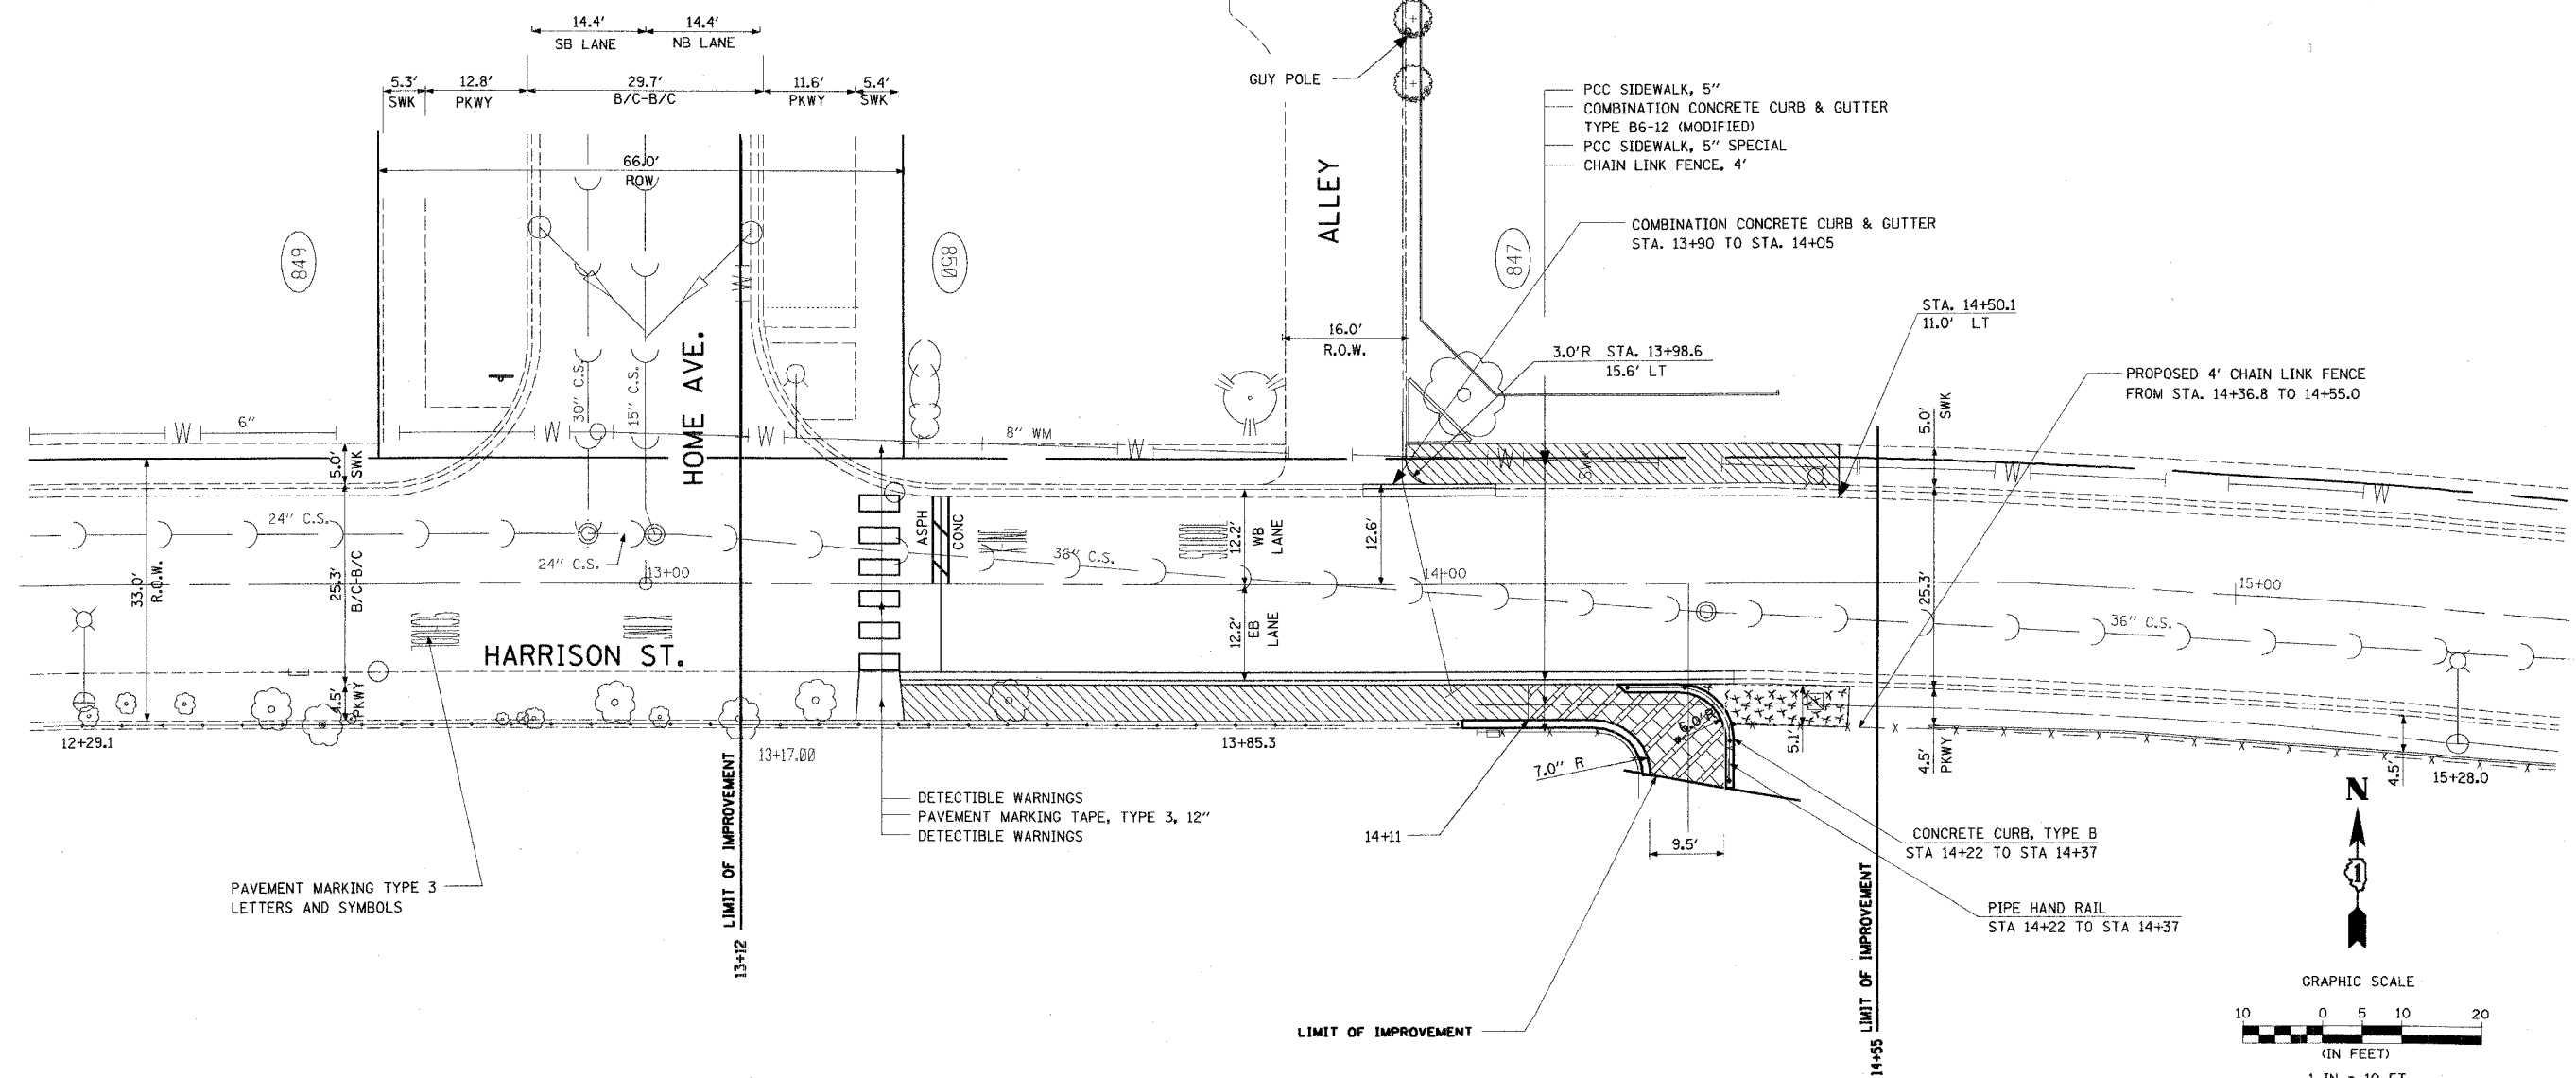 14.4'
SB LANE
14.4'
NB LANE
5.3'
SWK
12.8'
PKWY
29.7'
B/C-B/C
11.6'
PKWY
5.4'
SWK
66.0'
ROW
GUY POLE
ALLEY
PCC SIDEWALK, 5"
COMBINATION CONCRETE CURB & GUTTER
TYPE B6-12 (MODIFIED)
PCC SIDEWALK, 5" SPECIAL
CHAIN LINK FENCE, 4'
COMBINATION CONCRETE CURB & GUTTER
STA. 13+90 TO STA. 14+05
849
850
847
W
STA. 14+50.1
11.0' LT
16.0'
R.O.W.
3.0'R STA. 13+98.6
15.6' LT
PROPOSED 4' CHAIN LINK FENCE
FROM STA. 14+36.8 TO 14+55.0
30" C.S.
15" C.S.
HOME AVE.
W
6"
W
W
8" WM
W
W
W
W
5.0'
SWK
5.0'
SWK
24" C.S.
24" C.S.
ASPH
CONC
36" C.S.
12.2'
WB
LANE
12.6'
33.0'
R.O.W.
25.3'
B/C-B/C
13+00
14+00
25.3'
15+00
12.2'
EB
LANE
36" C.S.
HARRISON ST.
4.5'
PKWY
12+29.1
13+17.00
13+85.3
6.0'R
5.1'
4.5'
PKWY
4.5'
15+28.0
7.0" R
LIMIT OF IMPROVEMENT
13+12
DETECTIBLE WARNINGS
PAVEMENT MARKING TAPE, TYPE 3, 12"
DETECTIBLE WARNINGS
14+11
9.5'
CONCRETE CURB, TYPE B
STA 14+22 TO STA 14+37
PAVEMENT MARKING TYPE 3
LETTERS AND SYMBOLS
LIMIT OF IMPROVEMENT
14+55
PIPE HAND RAIL
STA 14+22 TO STA 14+37
N
1
LIMIT OF IMPROVEMENT
GRAPHIC SCALE
10 0 5 10 20
(IN FEET)
1 IN = 10 FT